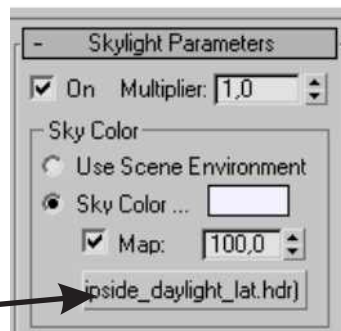 - Skylight Parameters
On Multiplier: 1,0
Sky Color
Use Scene Environment
Sky Color ...
Map: 100,0
ipside_daylight_lat.hdr)